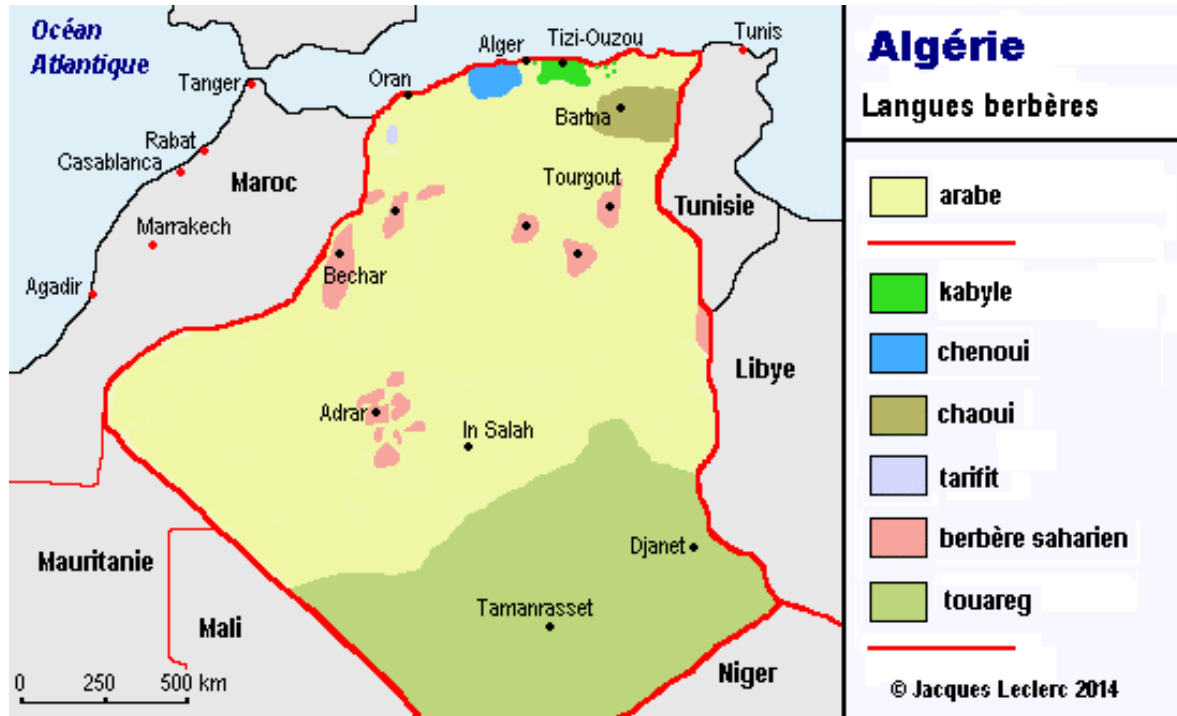 Océan
Atlantique
Alger
Tizi-Ouzou
Tunis
Tanger
Oran
Bartna
Rabat
Casablanca
Maroc
Tourgout
Tunisie
Marrakech
Bechar
Agadir
Libye
Adrar
In Salah
Mauritanie
Djanet
Tamanrasset
Mali
Niger
0 250 500 km
Algérie
Langues berbères
arabe
kabyle
chenoui
chaoui
tarifit
berbère saharien
touareg
© Jacques Leclerc 2014